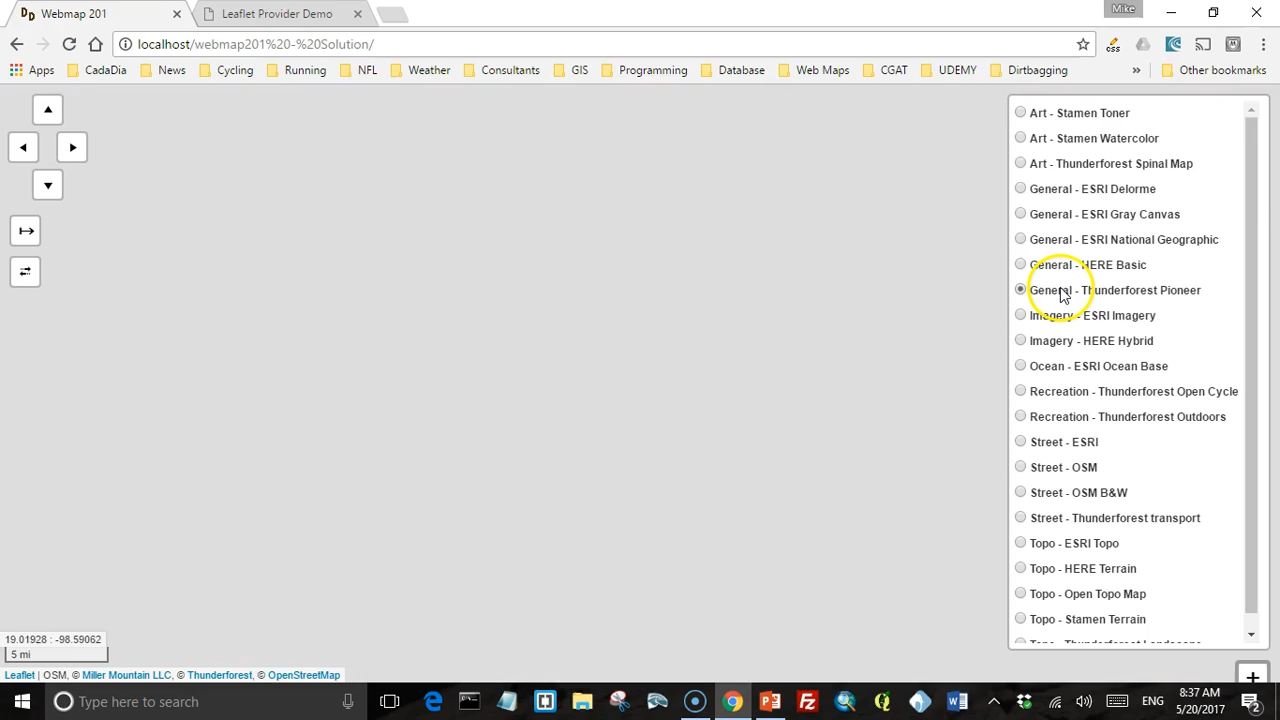 Webmap 201
Leaflet Provider Demo
Mike
localhost/webmap201%20-%20Solution/
Apps CadaDia News Cycling Running NFL Weather Consultants GIS Programming Database Web Maps CGAT UDEMY Dirtbagging » Other bookmarks
Art - Stamen Toner
Art - Stamen Watercolor
Art - Thunderforest Spinal Map
General - ESRI Delorme
General - ESRI Gray Canvas
General - ESRI National Geographic
General - HERE Basic
General - Thunderforest Pioneer
Imagery - ESRI Imagery
Imagery - HERE Hybrid
Ocean - ESRI Ocean Base
Recreation - Thunderforest Open Cycle
Recreation - Thunderforest Outdoors
Street - ESRI
Street - OSM
Street - OSM B&W
Street - Thunderforest transport
Topo - ESRI Topo
Topo - HERE Terrain
Topo - Open Topo Map
Topo - Stamen Terrain
Topo - Thunderforest Landscape
19.01928 : -98.59062
5 mi
Leaflet | OSM, © Miller Mountain LLC, © Thunderforest, © OpenStreetMap
+
Type here to search
ENG
8:37 AM
5/20/2017
2